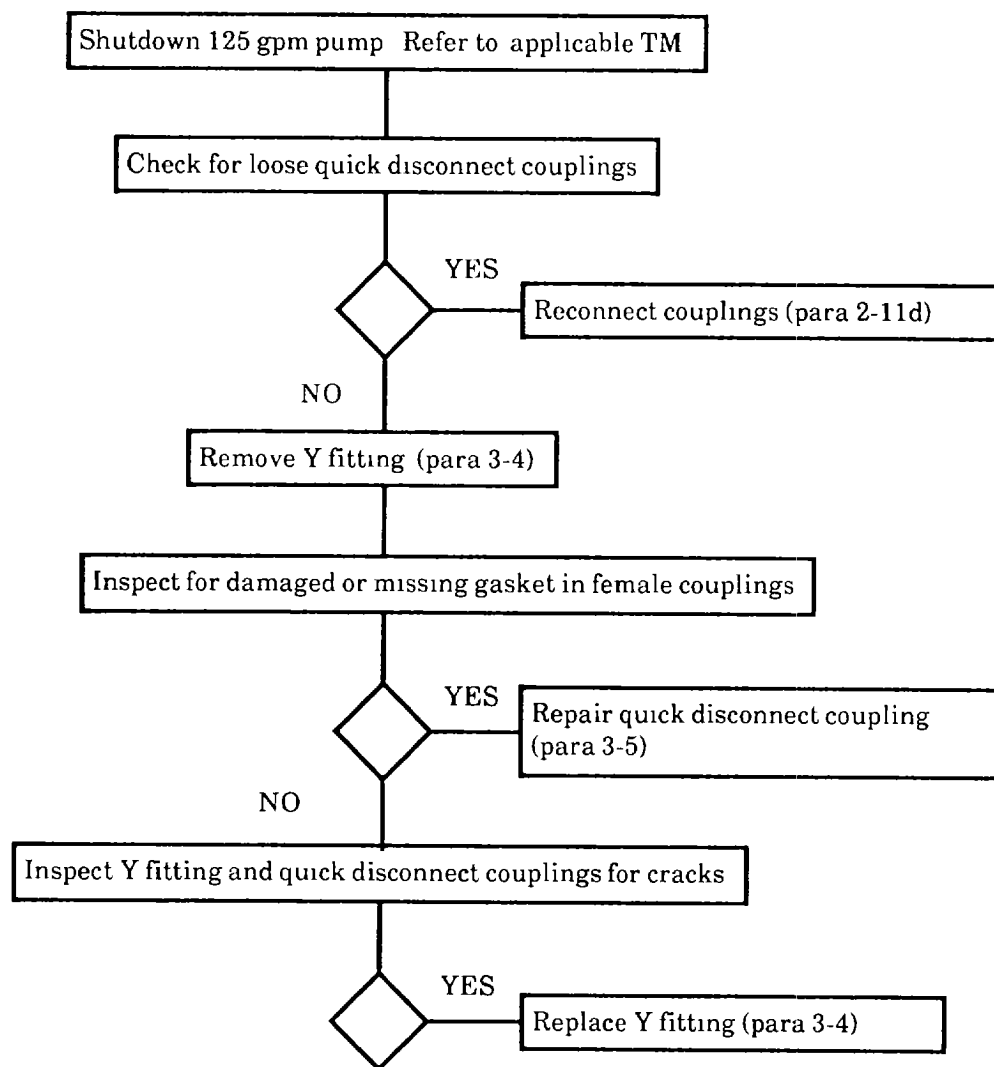 Shutdown 125 gpm pump Refer to applicable TM
Check for loose quick disconnect couplings
YES
Reconnect couplings (para 2-11d)
NO
Remove Y fitting (para 3-4)
Inspect for damaged or missing gasket in female couplings
YES
Repair quick disconnect coupling
(para 3-5)
NO
Inspect Y fitting and quick disconnect couplings for cracks
YES
Replace Y fitting (para 3-4)